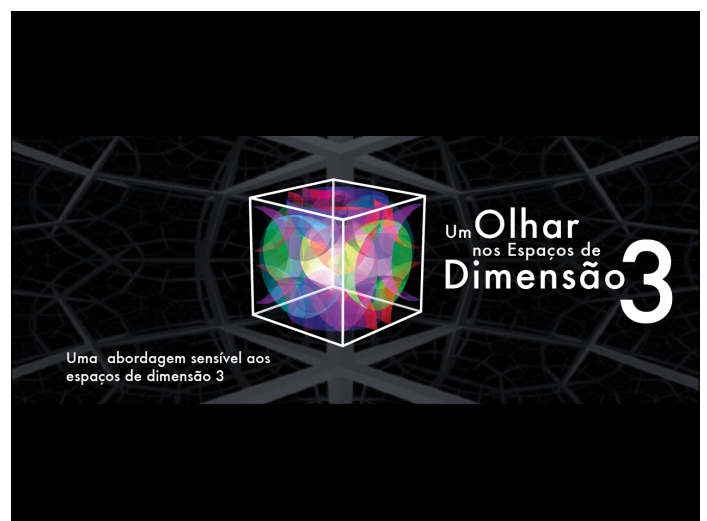 Um Olhar
nos Espaços de
Dimensão 3
Uma abordagem sensível aos
espaços de dimensão 3